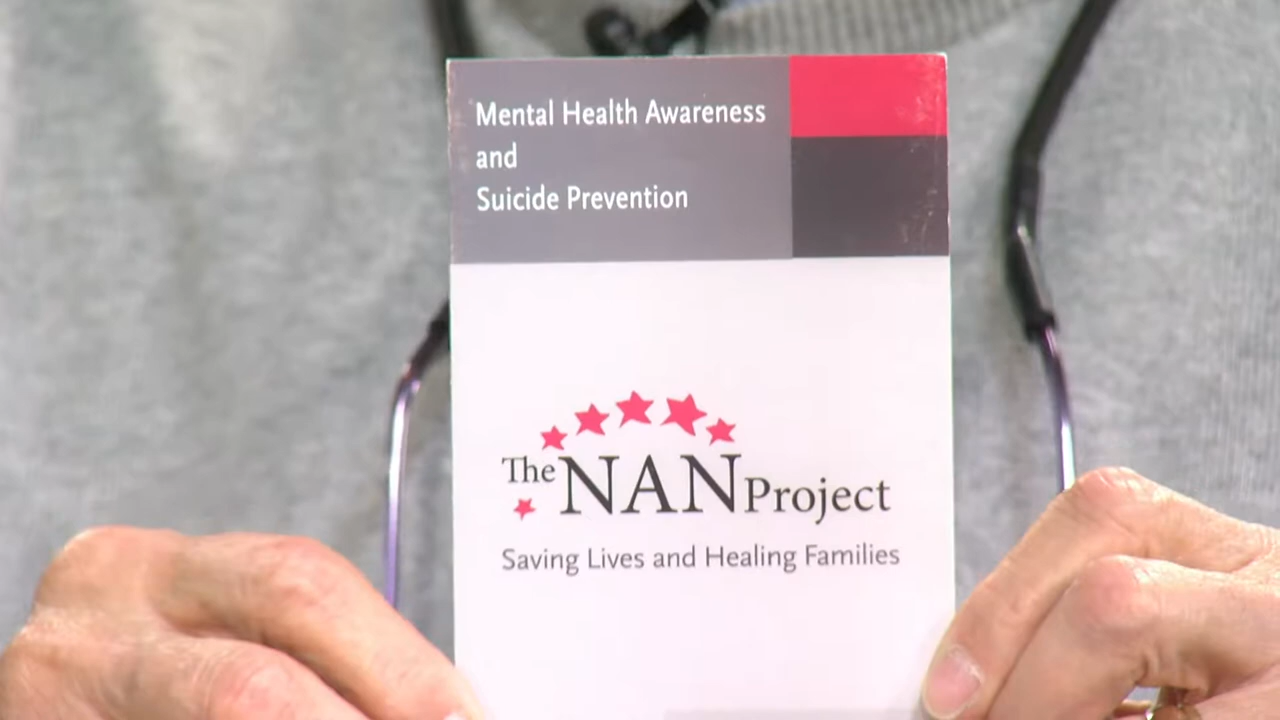 Mental Health Awareness
and
Suicide Prevention
The NAN Project
Saving Lives and Healing Families